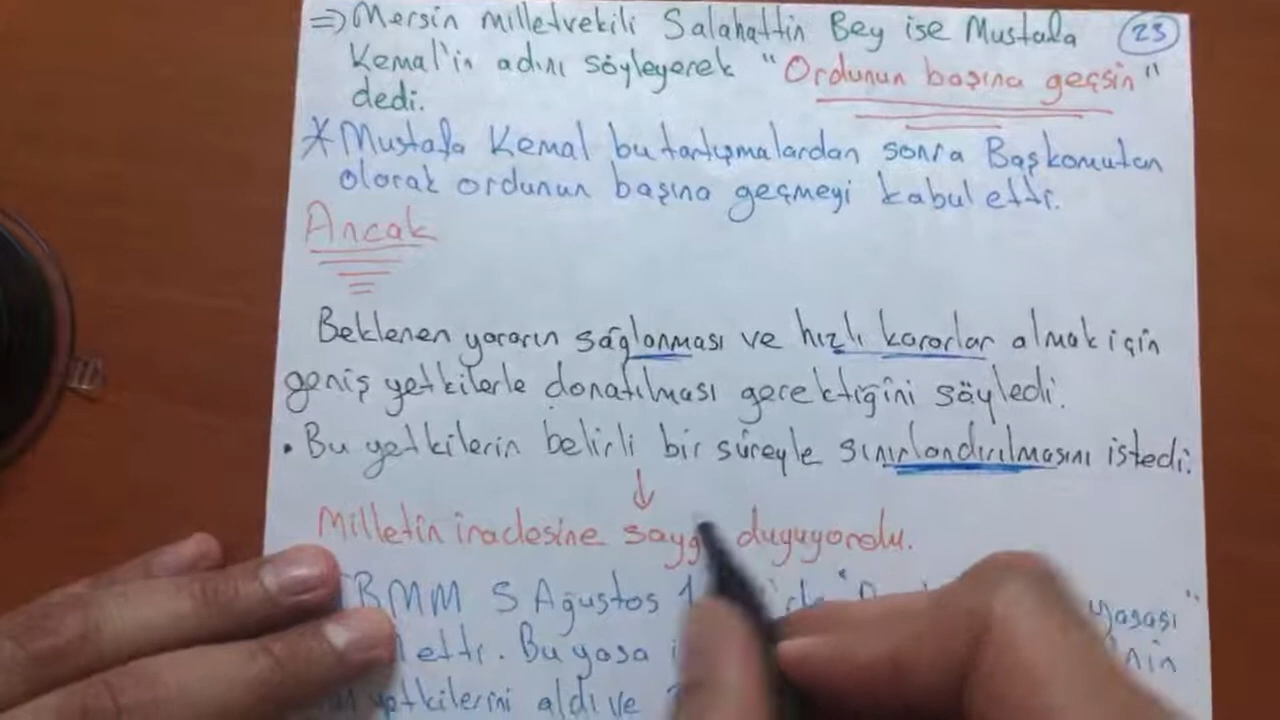 ⇒ Mersin milletvekili Salahattin Bey ise Mustafa 23
Kemal'in adını söyleyerek "Ordunun başına geçsin"
dedi.
* Mustafa Kemal bu tartışmalardan sonra Başkomutan
olarak ordunun başına geçmeyi kabul etti.
Ancak
Beklenen yararın sağlanması ve hızlı kararlar almak için
geniş yetkilerle donatılması gerektiğini söyledi.
• Bu yetkilerin belirli bir süreyle sınırlandırılmasını istedi.
↓
Milletin iradesine saygı duyuyordu.
TBMM 5 Ağustos yasası"
etti. Bu yasa
yetkilerini aldı ve